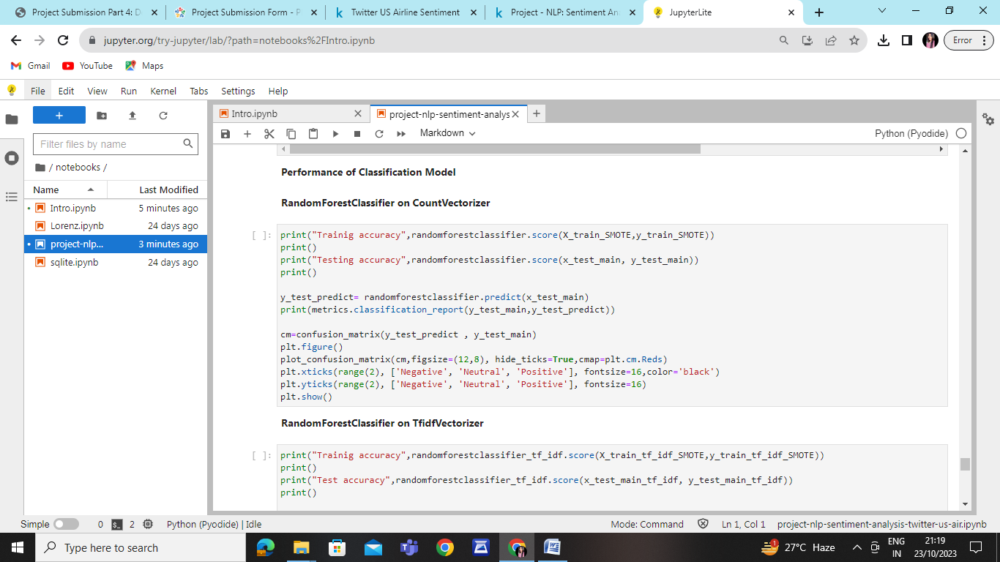 Project Submission Part 4: D
Project Submission Form - P
Twitter US Airline Sentiment
Project - NLP: Sentiment An
JupyterLite
jupyter.org/try-jupyter/lab/?path=notebooks%2FIntro.ipynb
Error
Gmail YouTube Maps
File Edit View Run Kernel Tabs Settings Help
Intro.ipynb
project-nlp-sentiment-analys
Filter files by name
Markdown
Python (Pyodide)
/ notebooks /
Name Last Modified
Intro.ipynb 5 minutes ago
Lorenz.ipynb 24 days ago
project-nlp... 3 minutes ago
sqlite.ipynb 24 days ago
Performance of Classification Model
RandomForestClassifier on CountVectorizer
[ ]:
print("Trainig accuracy",randomforestclassifier.score(X_train_SMOTE,y_train_SMOTE))
print()
print("Testing accuracy",randomforestclassifier.score(x_test_main, y_test_main))
print()
y_test_predict= randomforestclassifier.predict(x_test_main)
print(metrics.classification_report(y_test_main,y_test_predict))
cm=confusion_matrix(y_test_predict , y_test_main)
plt.figure()
plot_confusion_matrix(cm,figsize=(12,8), hide_ticks=True,cmap=plt.cm.Reds)
plt.xticks(range(2), ['Negative', 'Neutral', 'Positive'], fontsize=16,color='black')
plt.yticks(range(2), ['Negative', 'Neutral', 'Positive'], fontsize=16)
plt.show()
RandomForestClassifier on TfidfVectorizer
[ ]:
print("Trainig accuracy",randomforestclassifier_tf_idf.score(X_train_tf_idf_SMOTE,y_train_tf_idf_SMOTE))
print()
print("Test accuracy",randomforestclassifier_tf_idf.score(x_test_main_tf_idf, y_test_main_tf_idf))
print()
Simple 0 2 Python (Pyodide) | Idle
Mode: Command Ln 1, Col 1 project-nlp-sentiment-analysis-twitter-us-air.ipynb
Type here to search
1
27°C Haze
ENG
IN
21:19
23/10/2023